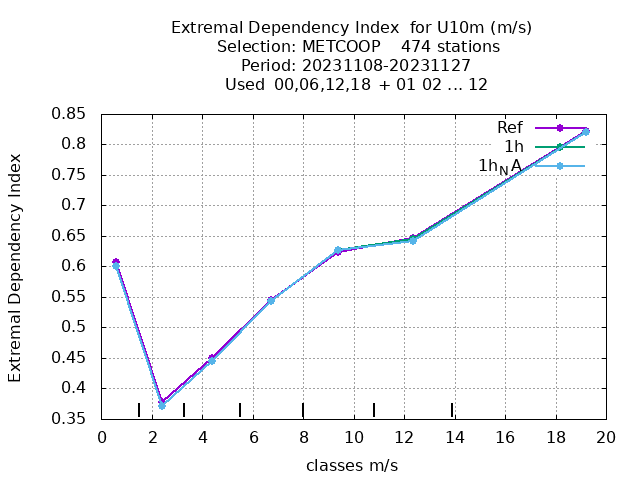 Extremal Dependency Index  for U10m (m/s)
Selection: METCOOP    474 stations
Period: 20231108-20231127
Used  00,06,12,18 + 01 02 ... 12
Extremal Dependency Index
0.85
0.8
0.75
0.7
0.65
0.6
0.55
0.5
0.45
0.4
0.35
Ref
1h
1hNA
0 2 4 6 8 10 12 14 16 18 20
classes m/s